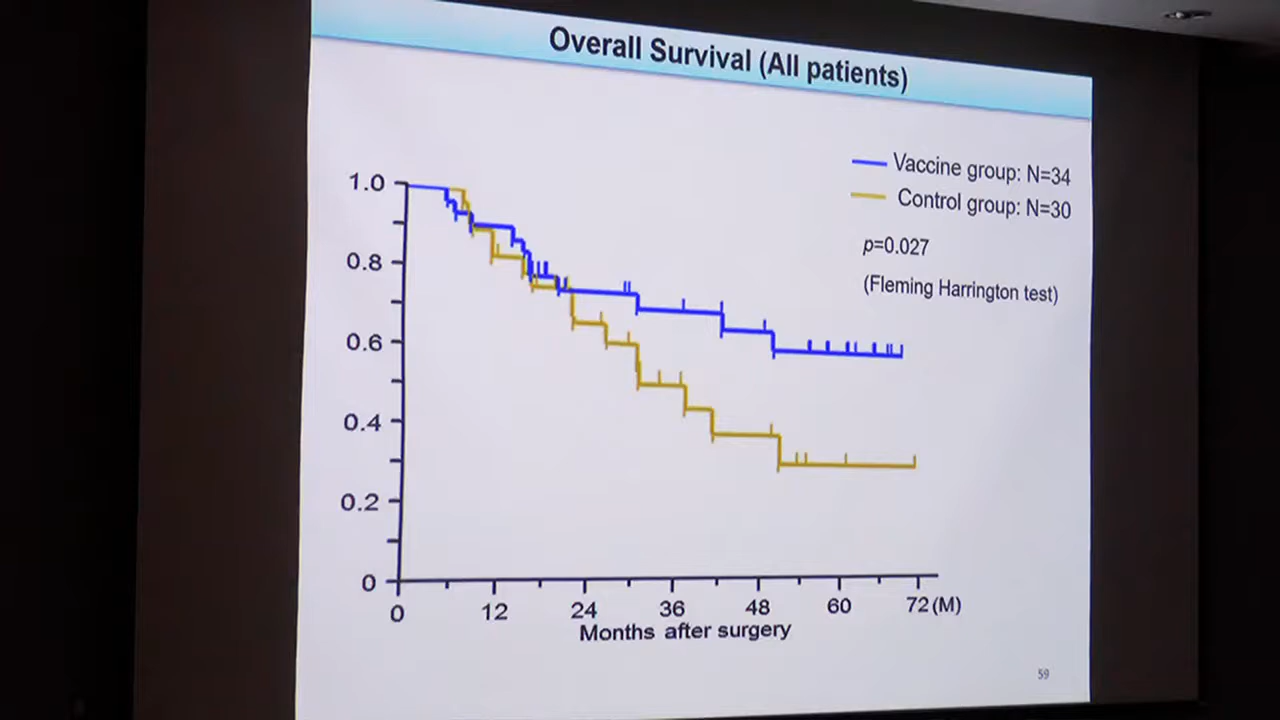 Overall Survival (All patients)
Vaccine group: N=34
Control group: N=30
p=0.027
(Fleming Harrington test)
1.0
0.8
0.6
0.4
0.2
0
0 12 24 36 48 60 72 (M)
Months after surgery
59